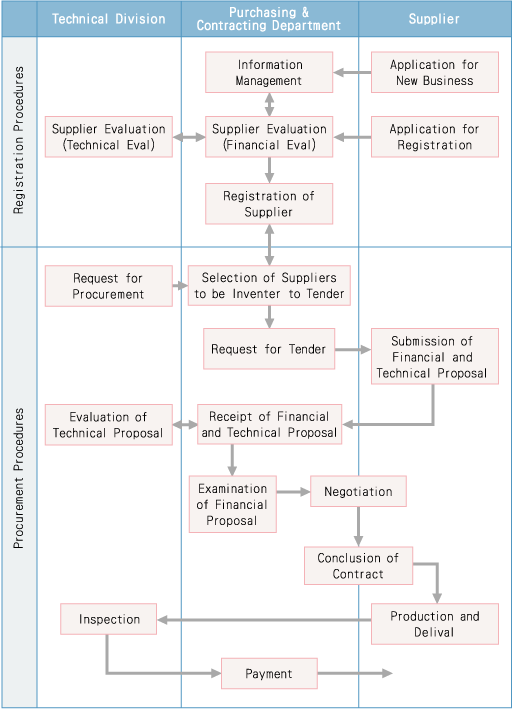 Technical Division
Purchasing &
Contracting Department
Supplier
Registration Procedures
Information
Management
Application for
New Business
Supplier Evaluation
(Technical Eval)
Supplier Evaluation
(Financial Eval)
Application for
Registration
Registration of
Supplier
Procurement Procedures
Request for
Procurement
Selection of Suppliers
to be Inventer to Tender
Request for Tender
Submission of
Financial and
Technical Proposal
Evaluation of
Technical Proposal
Receipt of Financial
and Technical Proposal
Examination
of Financial
Proposal
Negotiation
Conclusion of
Contract
Inspection
Production and
Delival
Payment